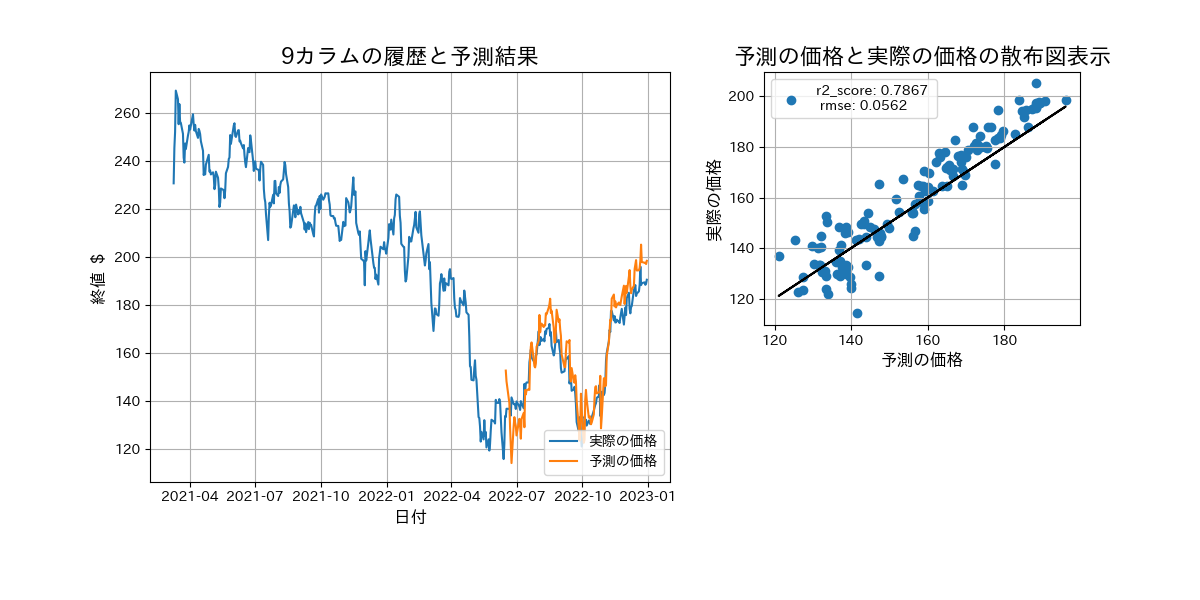 9カラムの履歴と予測結果
終値 $
260
240
220
200
180
160
140
120
2021-04
2021-07
2021-10
2022-01
2022-04
2022-07
2022-10
2023-01
日付
実際の価格
予測の価格
予測の価格と実際の価格の散布図表示
r2_score: 0.7867
rmse: 0.0562
実際の価格
200
180
160
140
120
120
140
160
180
予測の価格